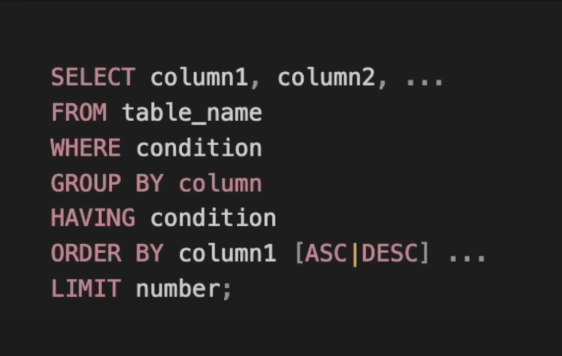 SELECT column1, column2, ...
FROM table_name
WHERE condition
GROUP BY column
HAVING condition
ORDER BY column1 [ASC|DESC] ...
LIMIT number;